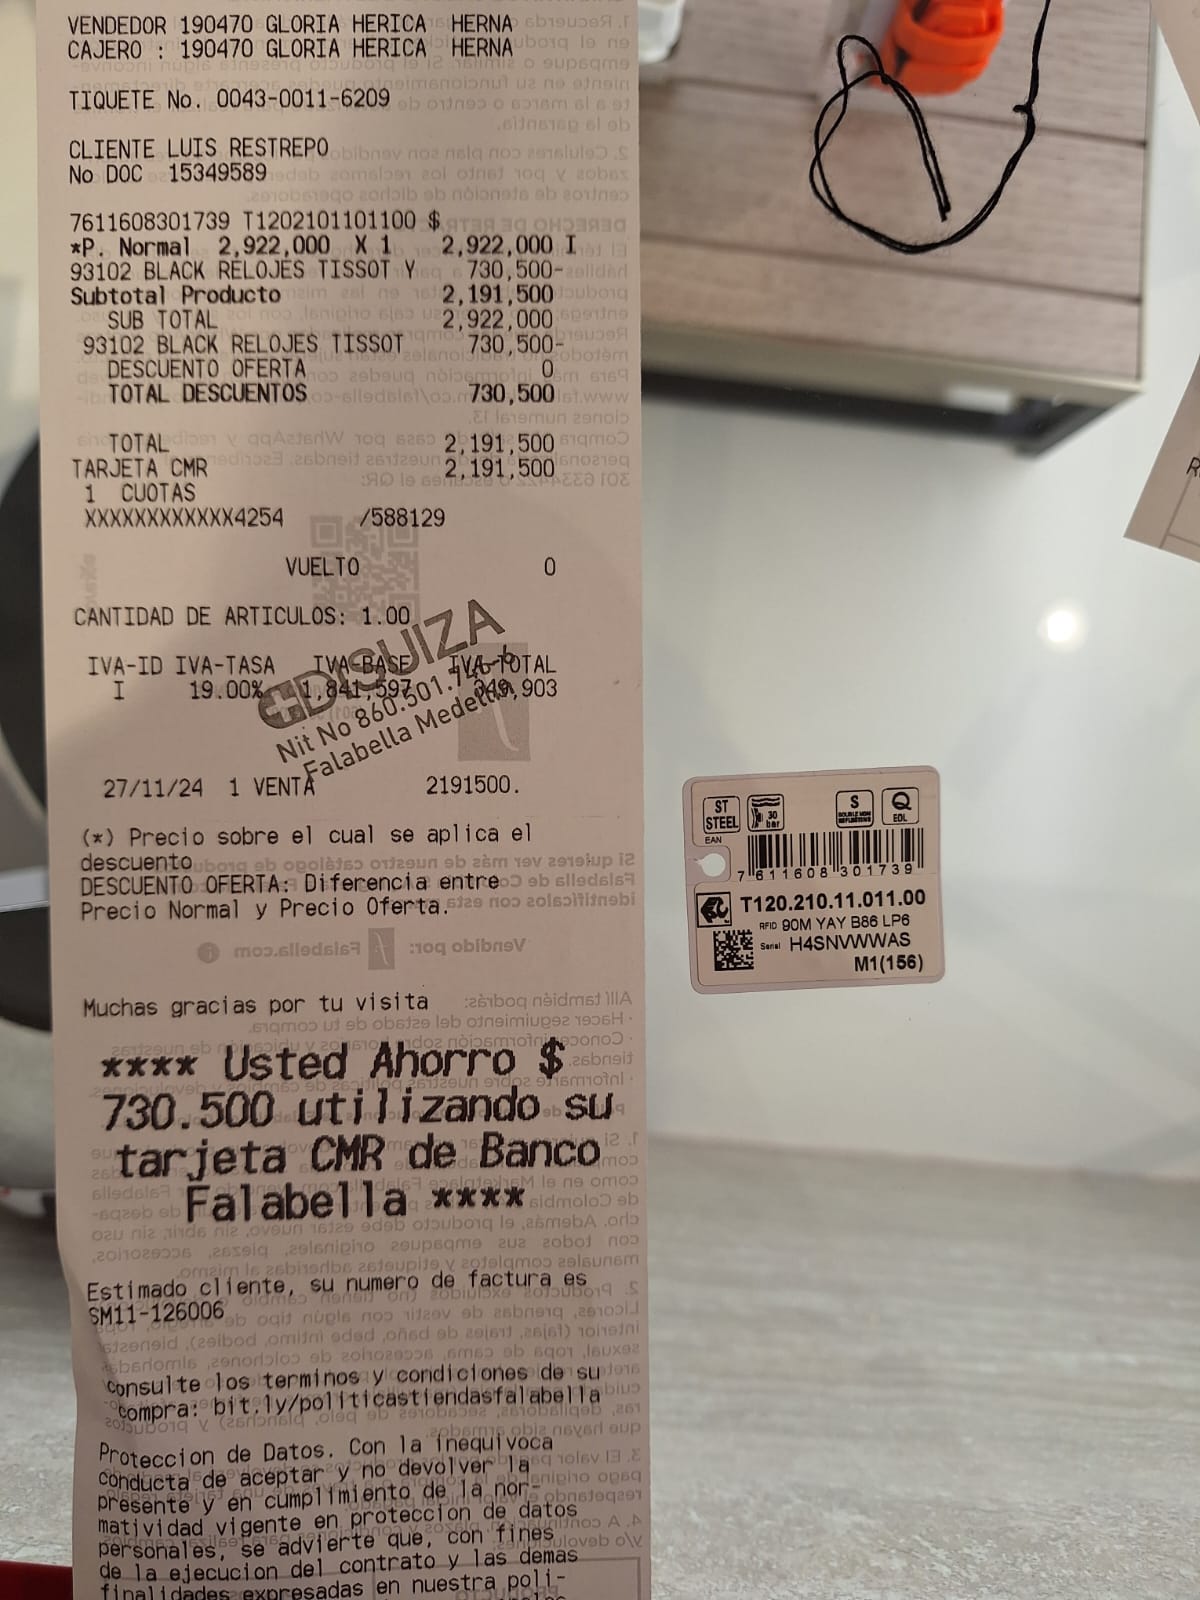 VENDEDOR 190470 GLORIA HERICA HERNA
CAJERO : 190470 GLORIA HERICA HERNA
TIQUETE No. 0043-0011-6209
CLIENTE LUIS RESTREPO
No DOC 15349589
7611608301739 T1202101101100 $
*P. Normal 2,922,000 X 1 2,922,000 I
93102 BLACK RELOJES TISSOT Y 730,500-
Subtotal Producto 2,191,500
SUB TOTAL 2,922,000
93102 BLACK RELOJES TISSOT 730,500-
DESCUENTO OFERTA 0
TOTAL DESCUENTOS 730,500
TOTAL 2,191,500
TARJETA CMR 2,191,500
1 CUOTAS
XXXXXXXXXXXX4254 /588129
VUELTO 0
CANTIDAD DE ARTICULOS: 1.00
IVA-ID IVA-TASA IVA-BASE IVA-TOTAL
I 19.00% 1,841,597 349,903
DISUIZA
Nit No 860.501.
Falabella Medellin
27/11/24 1 VENTA 2191500.
(*) Precio sobre el cual se aplica el
descuento
DESCUENTO OFERTA: Diferencia entre
Precio Normal y Precio Oferta.
Muchas gracias por tu visita
**** Usted Ahorro $
730.500 utilizando su
tarjeta CMR de Banco
Falabella ****
Estimado cliente, su numero de factura es
SM11-126006
Consulte los terminos y condiciones de su
compra: bit.ly/politicastiendasfalabella
Proteccion de Datos. Con la inequivoca
conducta de aceptar y no devolver la
presente y en cumplimiento de la nor-
matividad vigente en proteccion de datos
personales, se advierte que, con fines
de la ejecucion del contrato y las demas
finalidades expresadas en nuestra poli-
ST
STEEL
30
bar
S
Q
EOL
EAN
7 611608 301739
T120.210.11.011.00
RFID 90M YAY B86 LP6
Serial H4SNVWWAS
M1(156)